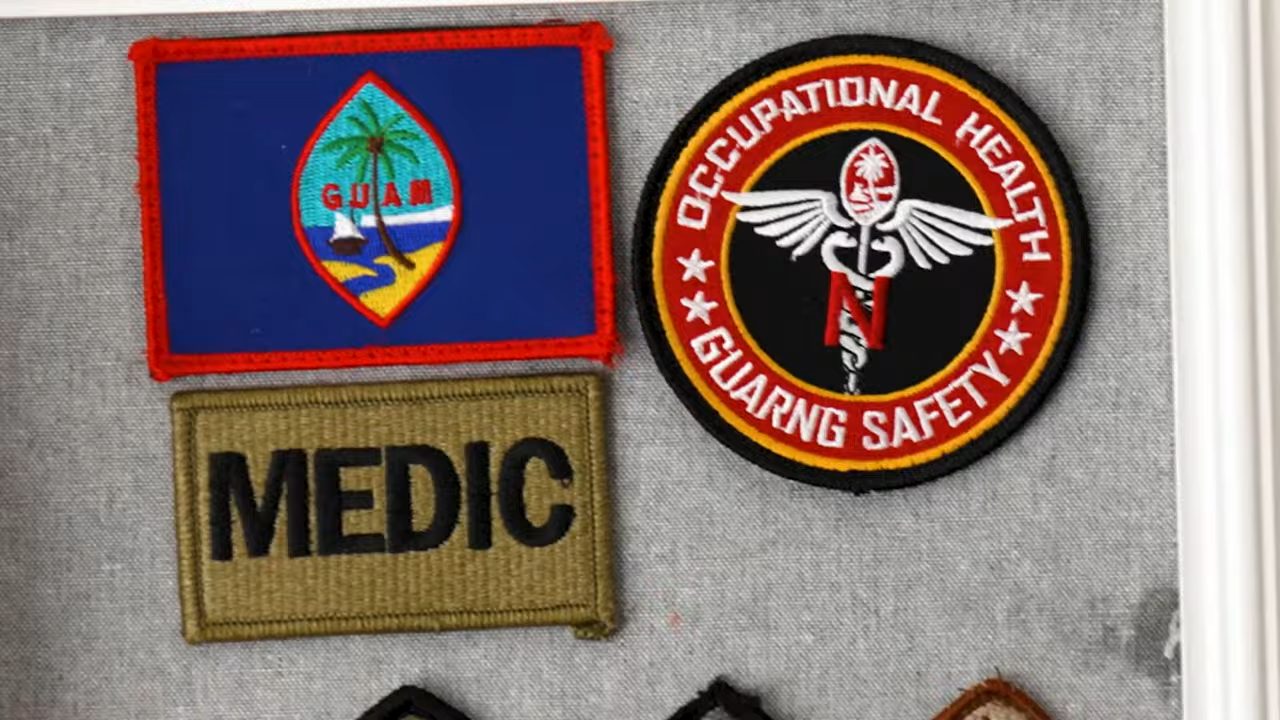 GUAM
OCCUPATIONAL HEALTH
N
GUARNG SAFETY
MEDIC